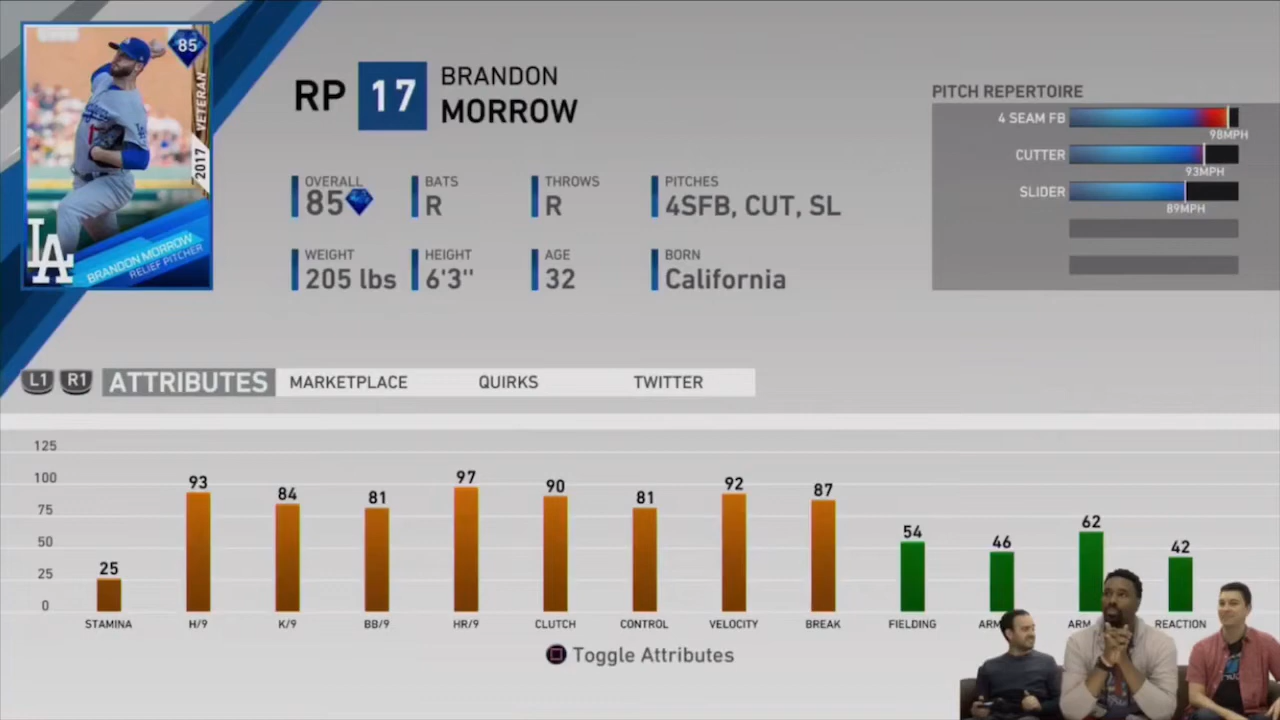 85
2017 VETERAN
LA
BRANDON MORROW
RELIEF PITCHER
RP 17 BRANDON
MORROW
OVERALL BATS THROWS PITCHES
85 R R 4SFB, CUT, SL
WEIGHT HEIGHT AGE BORN
205 lbs 6'3" 32 California
PITCH REPERTOIRE
4 SEAM FB
98MPH
CUTTER
93MPH
SLIDER
89MPH
L1 R1 ATTRIBUTES MARKETPLACE QUIRKS TWITTER
125
100
75
50
25
0
25 93 84 81 97 90 81 92 87 54 46 62 42
STAMINA H/9 K/9 BB/9 HR/9 CLUTCH CONTROL VELOCITY BREAK FIELDING ARM ARM REACTION
Toggle Attributes